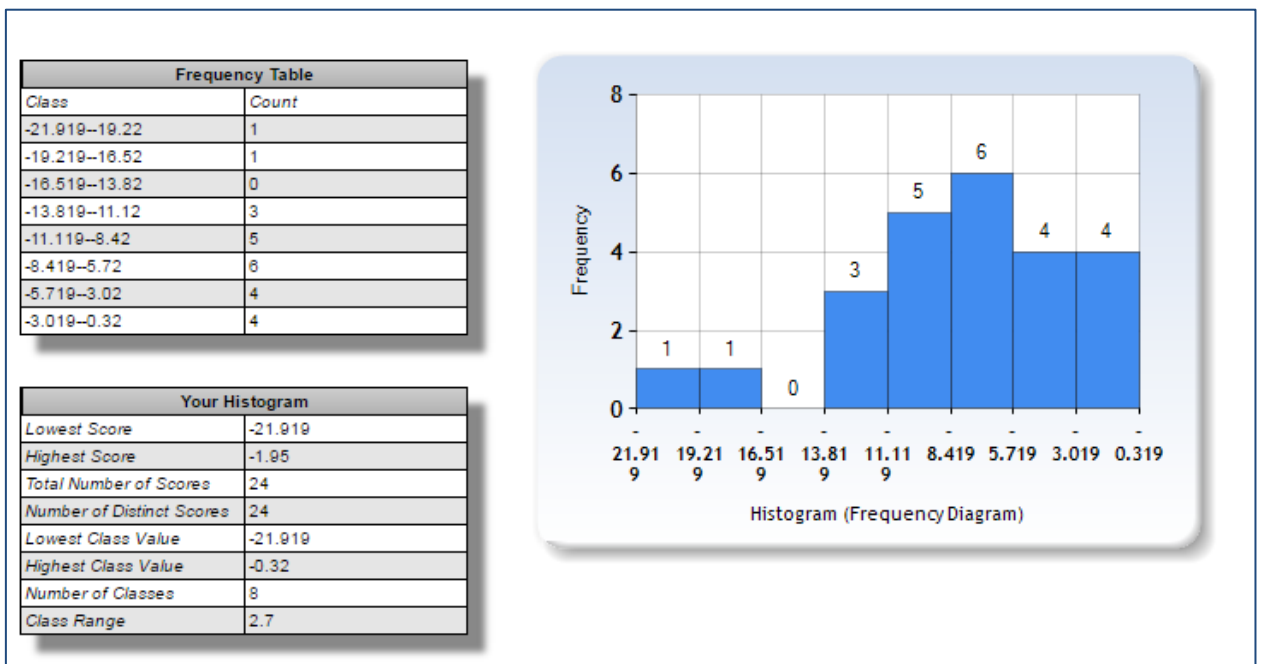 Frequency Table
Class Count
-21.919--19.22 1
-19.219--16.52 1
-16.519--13.82 0
-13.819--11.12 3
-11.119--8.42 5
-8.419--5.72 6
-5.719--3.02 4
-3.019--0.32 4
Your Histogram
Lowest Score -21.919
Highest Score -1.95
Total Number of Scores 24
Number of Distinct Scores 24
Lowest Class Value -21.919
Highest Class Value -0.32
Number of Classes 8
Class Range 2.7
8
6
4
2
0
Frequency
1 1 0 3 5 6 4 4
- - - - - - - - -
21.91 19.21 16.51 13.81 11.11 8.419 5.719 3.019 0.319
9 9 9 9 9
Histogram (Frequency Diagram)